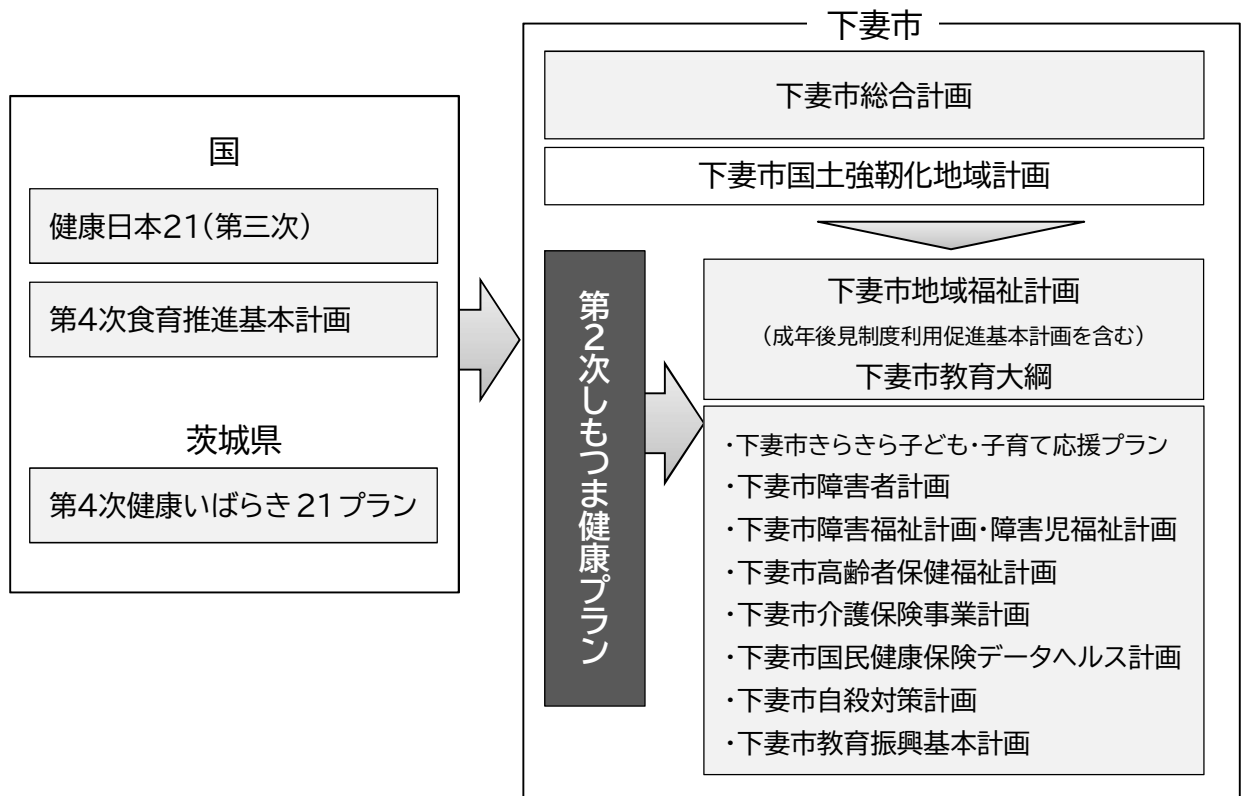 国
健康日本21(第三次)
第4次食育推進基本計画
茨城県
第4次健康いばらき21プラン
下妻市
下妻市総合計画
下妻市国土強靭化地域計画
第2次しもつま健康プラン
下妻市地域福祉計画
(成年後見制度利用促進基本計画を含む)
下妻市教育大綱
・下妻市きらきら子ども・子育て応援プラン
・下妻市障害者計画
・下妻市障害福祉計画・障害児福祉計画
・下妻市高齢者保健福祉計画
・下妻市介護保険事業計画
・下妻市国民健康保険データヘルス計画
・下妻市自殺対策計画
・下妻市教育振興基本計画